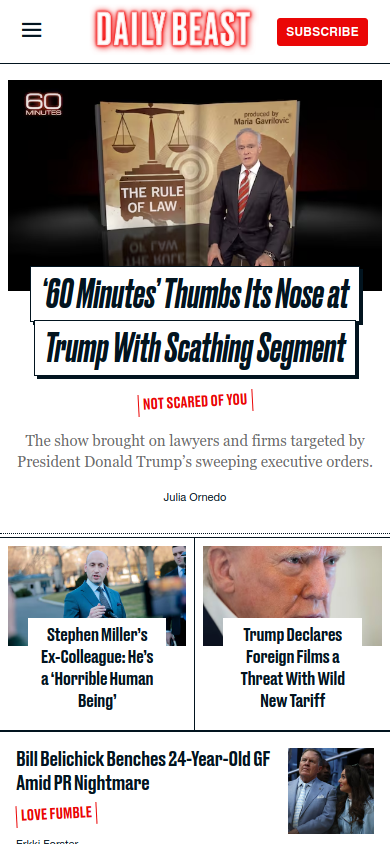 DAILY BEAST
SUBSCRIBE
60
MINUTES
produced by
Maria Gavrilovic
THE RULE
OF LAW
‘60 Minutes’ Thumbs Its Nose at
Trump With Scathing Segment
NOT SCARED OF YOU
The show brought on lawyers and firms targeted by
President Donald Trump’s sweeping executive orders.
Julia Ornedo
Stephen Miller’s
Ex-Colleague: He’s
a ‘Horrible Human
Being’
Trump Declares
Foreign Films a
Threat With Wild
New Tariff
Bill Belichick Benches 24-Year-Old GF
Amid PR Nightmare
LOVE FUMBLE